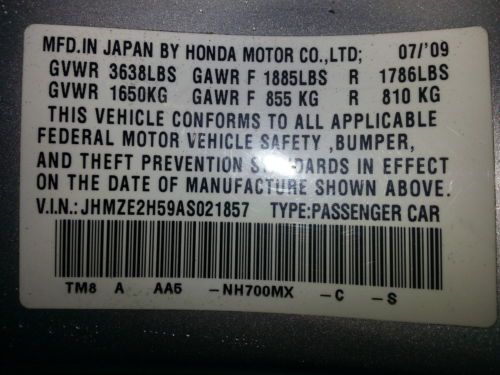 MFD.IN JAPAN BY HONDA MOTOR CO.,LTD; 07/'09
GVWR 3638LBS GAWR F 1885LBS R 1786LBS
GVWR 1650KG GAWR F 855 KG R 810 KG
THIS VEHICLE CONFORMS TO ALL APPLICABLE
FEDERAL MOTOR VEHICLE SAFETY ,BUMPER,
AND THEFT PREVENTION STANDARDS IN EFFECT
ON THE DATE OF MANUFACTURE SHOWN ABOVE.
V.I.N.:JHMZE2H59AS021857 TYPE:PASSENGER CAR
TM8 A AA5 –NH700MX –C –S